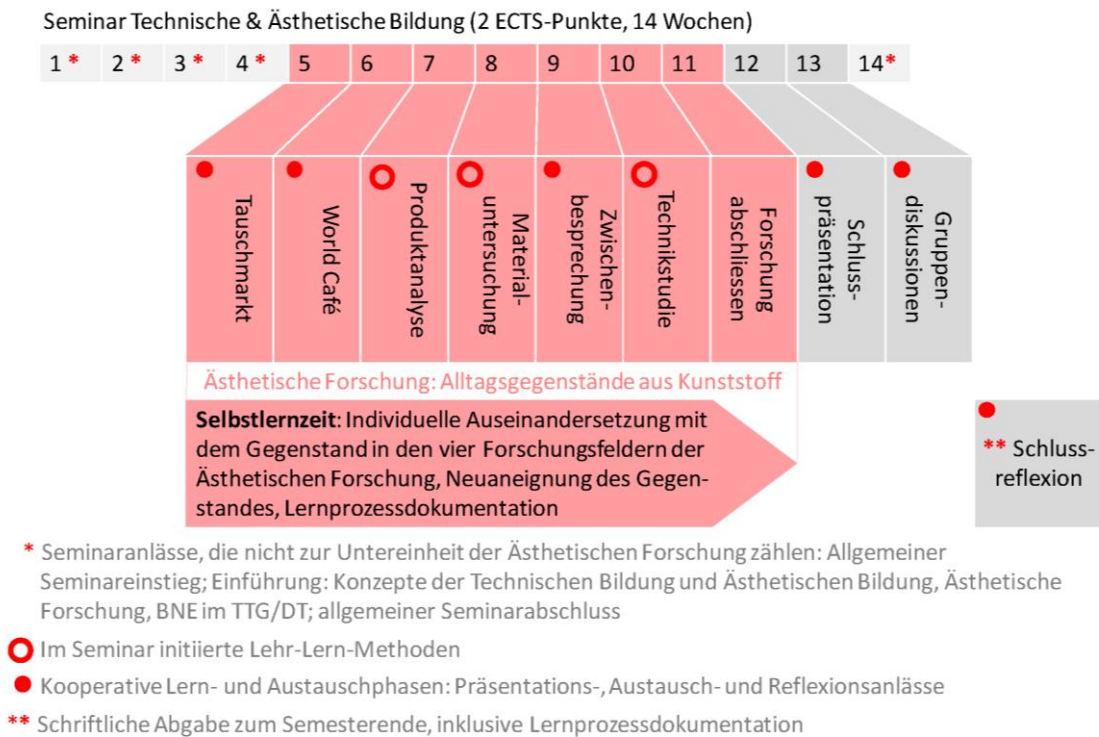 Seminar Technische & Ästhetische Bildung (2 ECTS-Punkte, 14 Wochen)
1 * 2 * 3 * 4 * 5 6 7 8 9 10 11 12 13 14*
Tauschmarkt
World Café
Produktanalyse
Material-
untersuchung
Zwischen-
besprechung
Technikstudie
Forschung
abschliessen
Schluss-
präsentation
Gruppen-
diskussionen
Ästhetische Forschung: Alltagsgegenstände aus Kunststoff
Selbstlernzeit: Individuelle Auseinandersetzung mit
dem Gegenstand in den vier Forschungsfeldern der
Ästhetischen Forschung, Neuaneignung des Gegen-
standes, Lernprozessdokumentation
** Schluss-
reflexion
* Seminaranlässe, die nicht zur Untereinheit der Ästhetischen Forschung zählen: Allgemeiner
Seminareinstieg; Einführung: Konzepte der Technischen Bildung und Ästhetischen Bildung, Ästhetische
Forschung, BNE im TTG/DT; allgemeiner Seminarabschluss
Im Seminar initiierte Lehr-Lern-Methoden
Kooperative Lern- und Austauschphasen: Präsentations-, Austausch- und Reflexionsanlässe
** Schriftliche Abgabe zum Semesterende, inklusive Lernprozessdokumentation